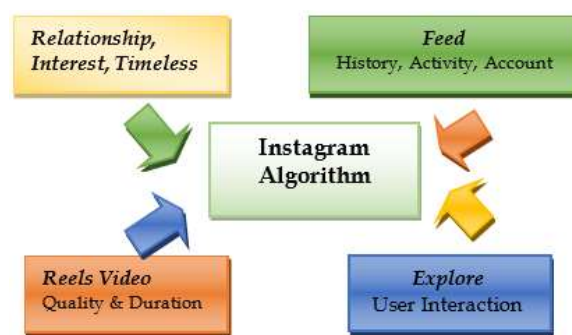 Relationship,
Interest, Timeless
Feed
History, Activity, Account
Instagram
Algorithm
Reels Video
Quality & Duration
Explore
User Interaction